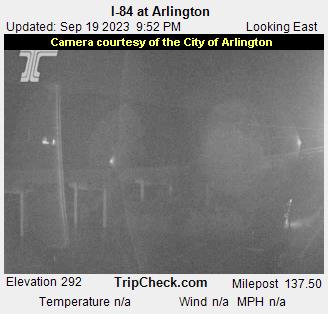 I-84 at Arlington
Updated: Sep 19 2023 9:52 PM Looking East
Camera courtesy of the City of Arlington
Elevation 292 TripCheck.com Milepost 137.50
Temperature n/a Wind n/a MPH n/a